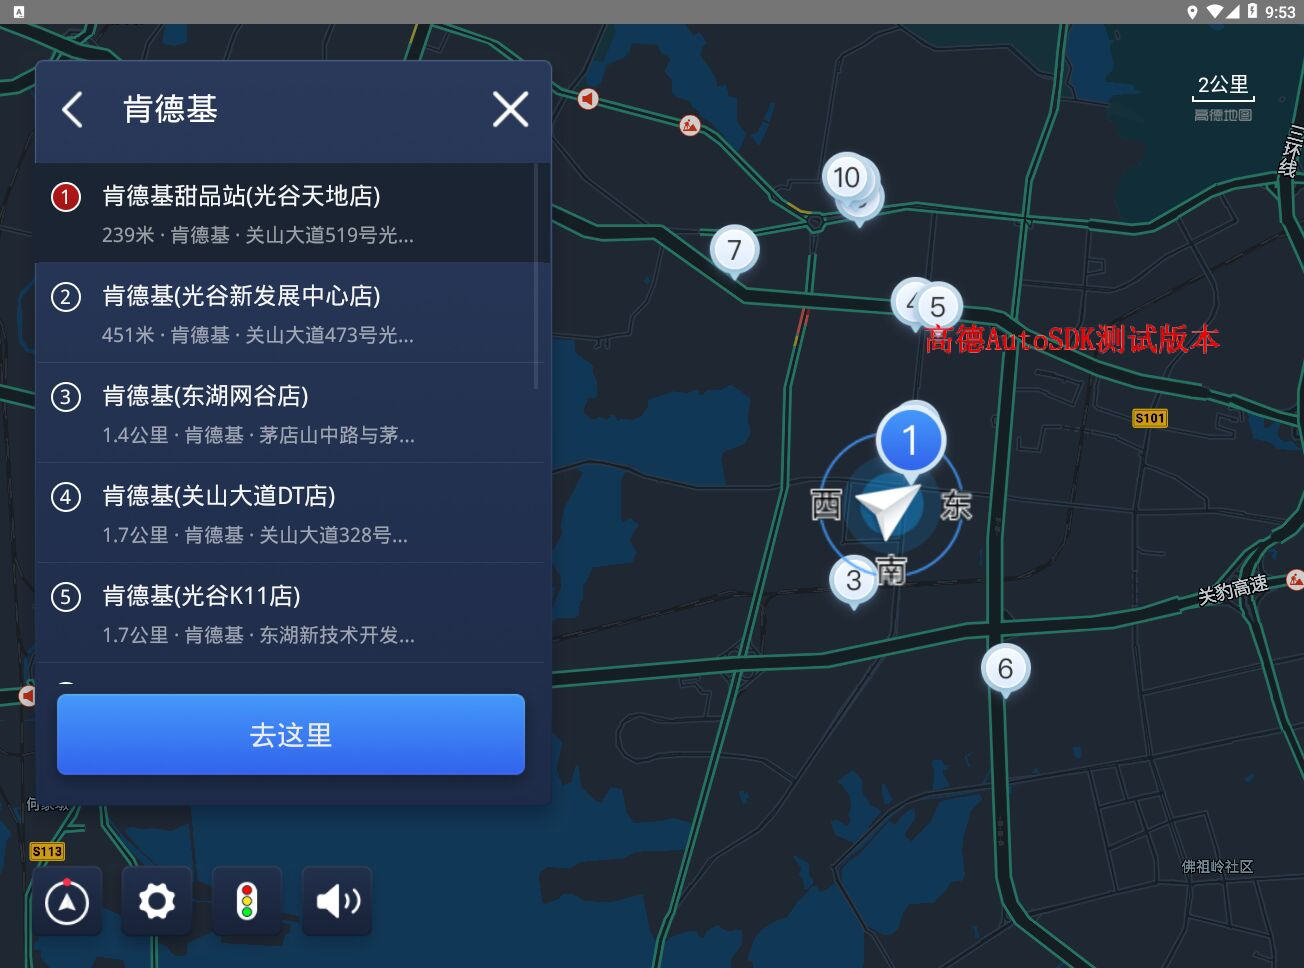 9:53
肯德基
1
肯德基甜品站(光谷天地店)
239米 · 肯德基 · 关山大道519号光...
2
肯德基(光谷新发展中心店)
451米 · 肯德基 · 关山大道473号光...
3
肯德基(东湖网谷店)
1.4公里 · 肯德基 · 茅店山中路与茅...
4
肯德基(关山大道DT店)
1.7公里 · 肯德基 · 关山大道328号...
5
肯德基(光谷K11店)
1.7公里 · 肯德基 · 东湖新技术开发...
去这里
2公里
高德地图
三环线
10
7
4
5
高德AutoSDK测试版本
S101
1
西
东
南
3
关豹高速
6
S113
佛祖岭社区